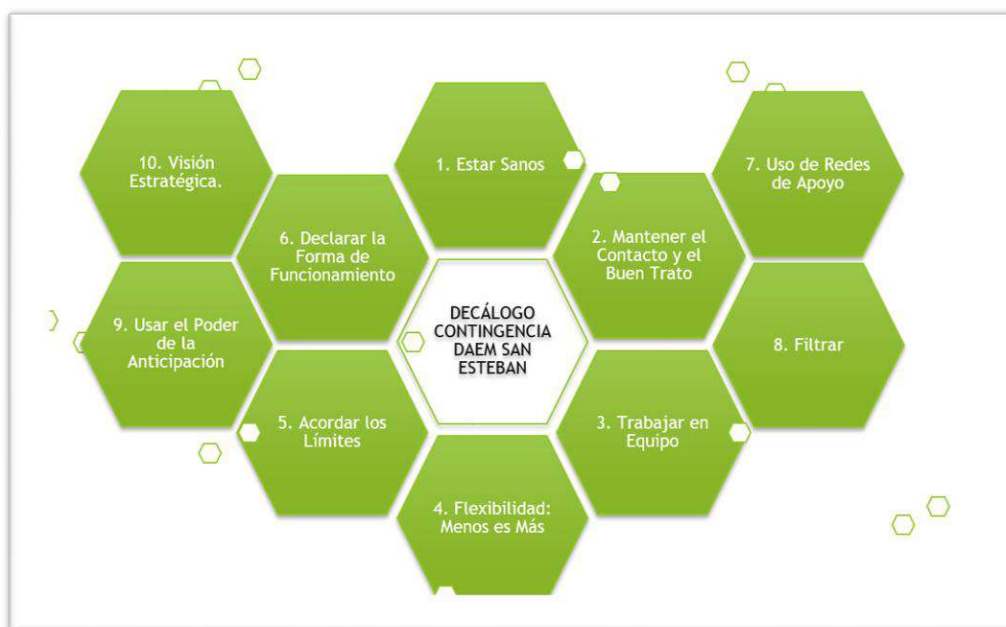 DECÁLOGO
CONTINGENCIA
DAEM SAN
ESTEBAN
1. Estar Sanos
2. Mantener el
Contacto y el
Buen Trato
3. Trabajar en
Equipo
4. Flexibilidad:
Menos es Más
5. Acordar los
Límites
6. Declarar la
Forma de
Funcionamiento
7. Uso de Redes
de Apoyo
8. Filtrar
9. Usar el Poder
de la
Anticipación
10. Visión
Estratégica.